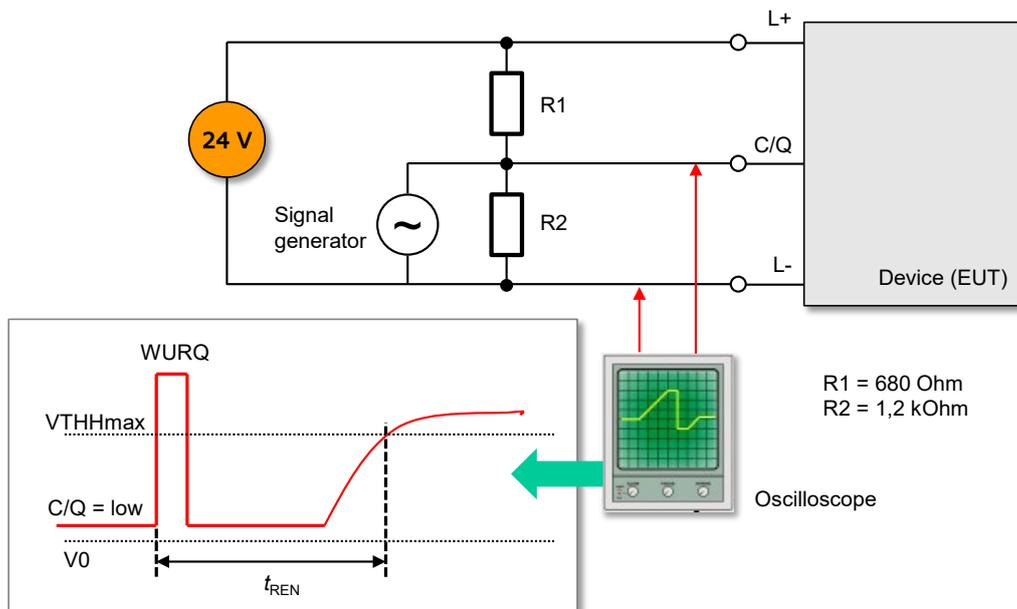 L+
R1
24 V
C/Q
Signal
generator
~
R2
L-
Device (EUT)
WURQ
VTHHmax
C/Q = low
V0
tREN
R1 = 680 Ohm
R2 = 1,2 kOhm
Oscilloscope